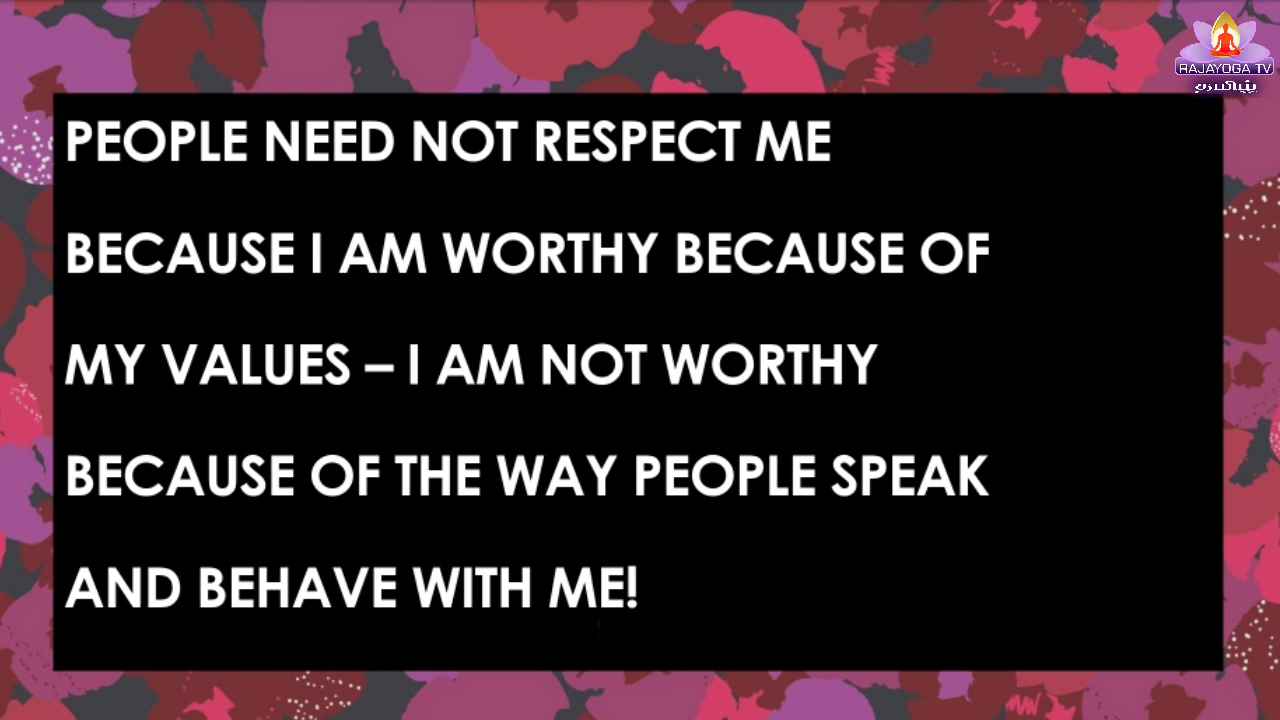 RAJAYOGA TV
PEOPLE NEED NOT RESPECT ME
BECAUSE I AM WORTHY BECAUSE OF
MY VALUES – I AM NOT WORTHY
BECAUSE OF THE WAY PEOPLE SPEAK
AND BEHAVE WITH ME!